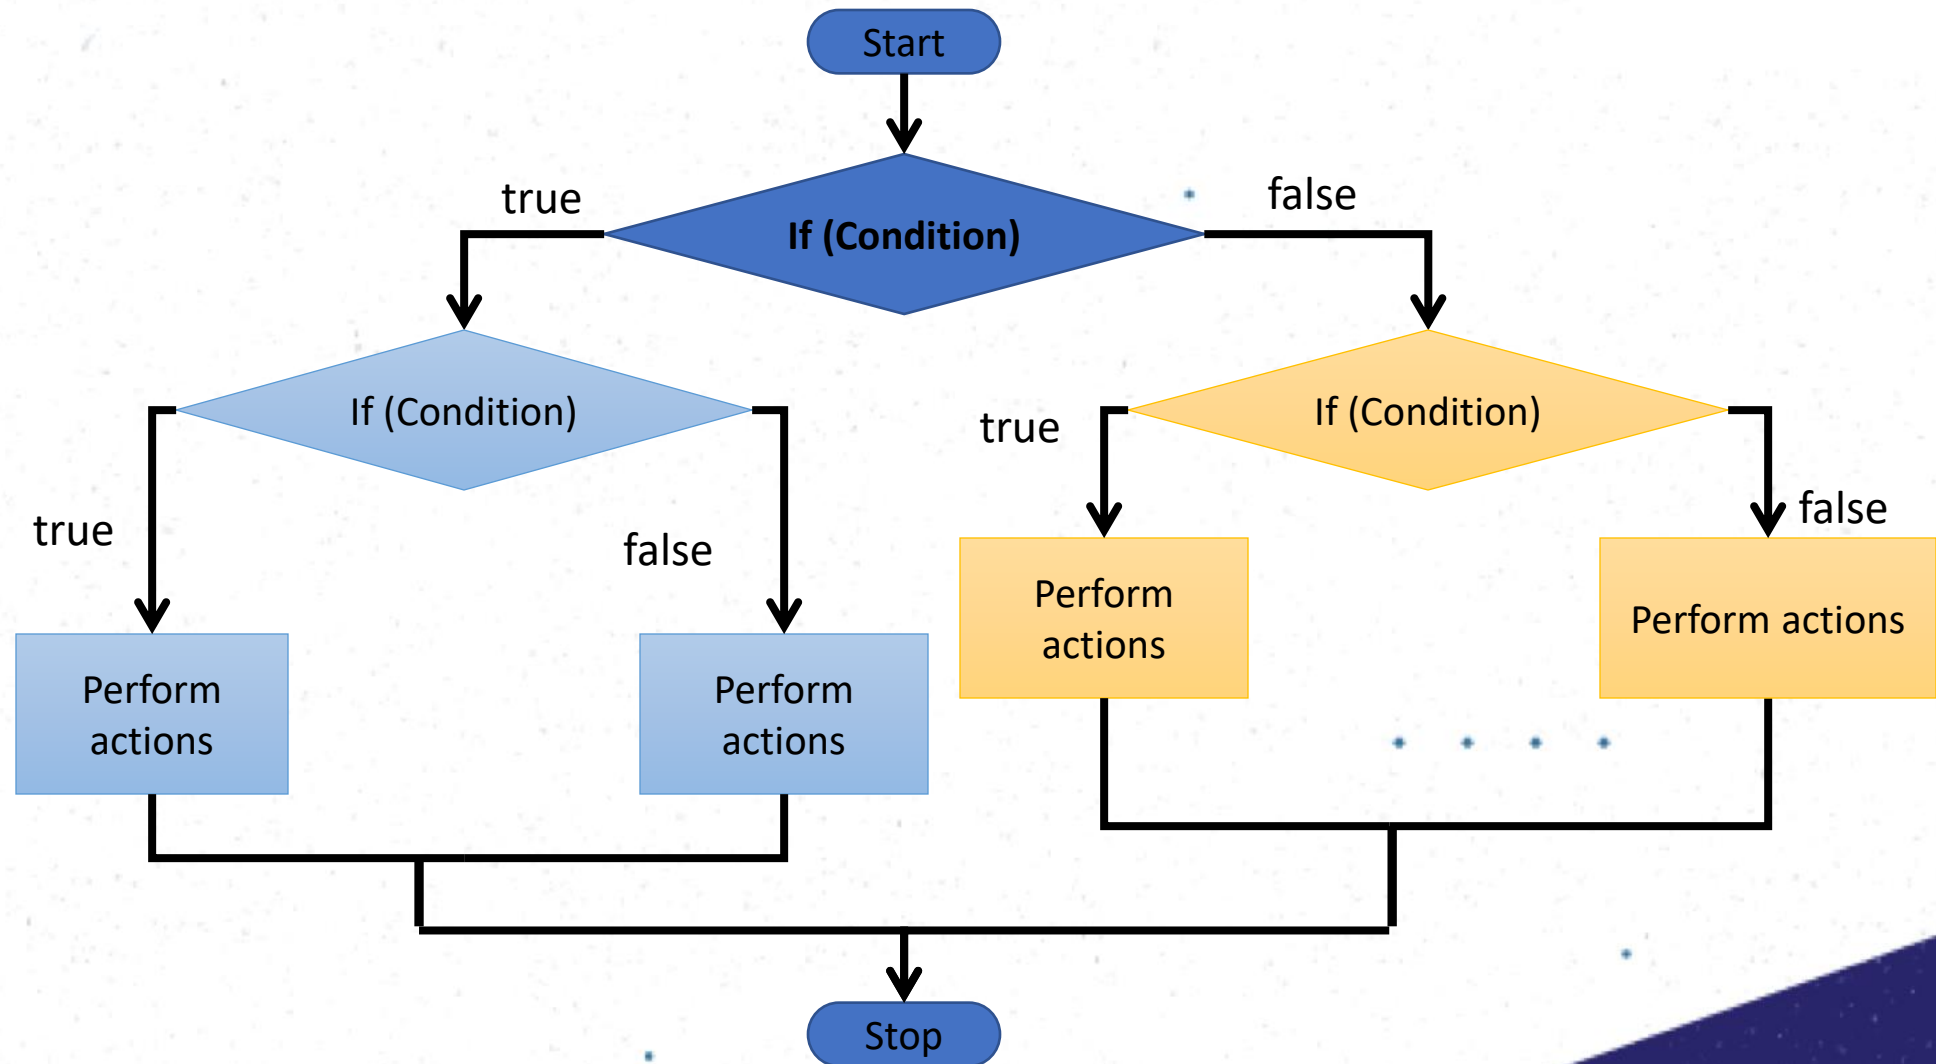 Start
true
false
If (Condition)
If (Condition)
If (Condition)
true
true
false
false
Perform
actions
Perform actions
Perform
actions
Perform
actions
Stop